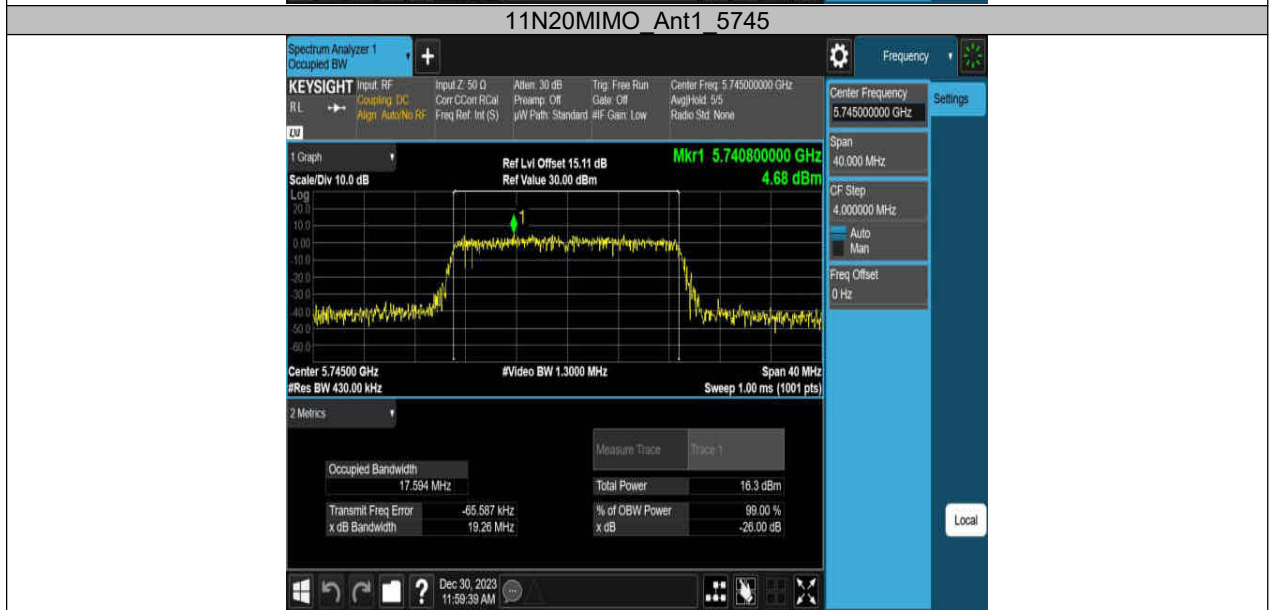 11N20MIMO_Ant1_5745
Spectrum Analyzer 1
Occupied BW
+
Frequency
KEYSIGHT
RL
LXI
Input: RF
Coupling: DC
Align: Auto/No RF
Input Z: 50 Ω
Corr CCorr RCal
Freq Ref: Int (S)
Atten: 30 dB
Preamp: Off
µW Path: Standard
Trig: Free Run
Gate: Off
#IF Gain: Low
Center Freq: 5.745000000 GHz
Avg|Hold: 5/5
Radio Std: None
Center Frequency
5.745000000 GHz
Settings
Span
40.000 MHz
CF Step
4.000000 MHz
Auto
Man
Freq Offset
0 Hz
Local
1 Graph
Scale/Div 10.0 dB
Ref Lvl Offset 15.11 dB
Ref Value 30.00 dBm
Mkr1 5.740800000 GHz
4.68 dBm
Log
20.0
10.0
0.00
-10.0
-20.0
-30.0
-40.0
-50.0
-60.0
1
Center 5.74500 GHz
#Video BW 1.3000 MHz
Span 40 MHz
#Res BW 430.00 kHz
Sweep 1.00 ms (1001 pts)
2 Metrics
Measure Trace
Trace 1
Occupied Bandwidth
17.594 MHz
Total Power
16.3 dBm
Transmit Freq Error
-65.587 kHz
% of OBW Power
99.00 %
x dB Bandwidth
19.26 MHz
x dB
-26.00 dB
?
Dec 30, 2023
11:59:39 AM